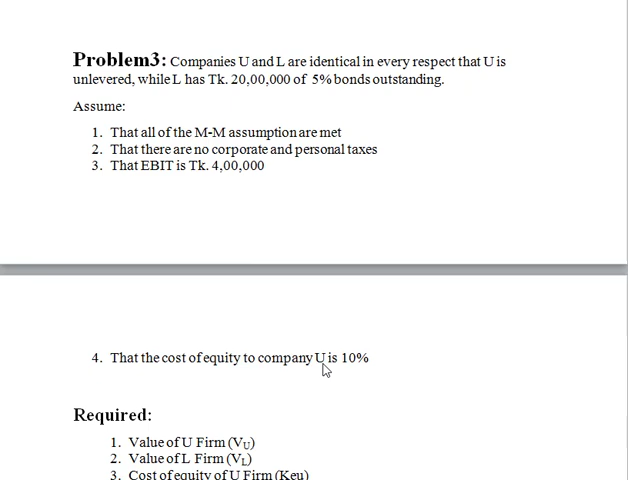 Problem3: Companies U and L are identical in every respect that U is
unlevered, while L has Tk. 20,00,000 of 5% bonds outstanding.
Assume:
1. That all of the M-M assumption are met
2. That there are no corporate and personal taxes
3. That EBIT is Tk. 4,00,000
4. That the cost of equity to company U is 10%
Required:
1. Value of U Firm (VU)
2. Value of L Firm (VL)
3. Cost of equity of U Firm (Keu)